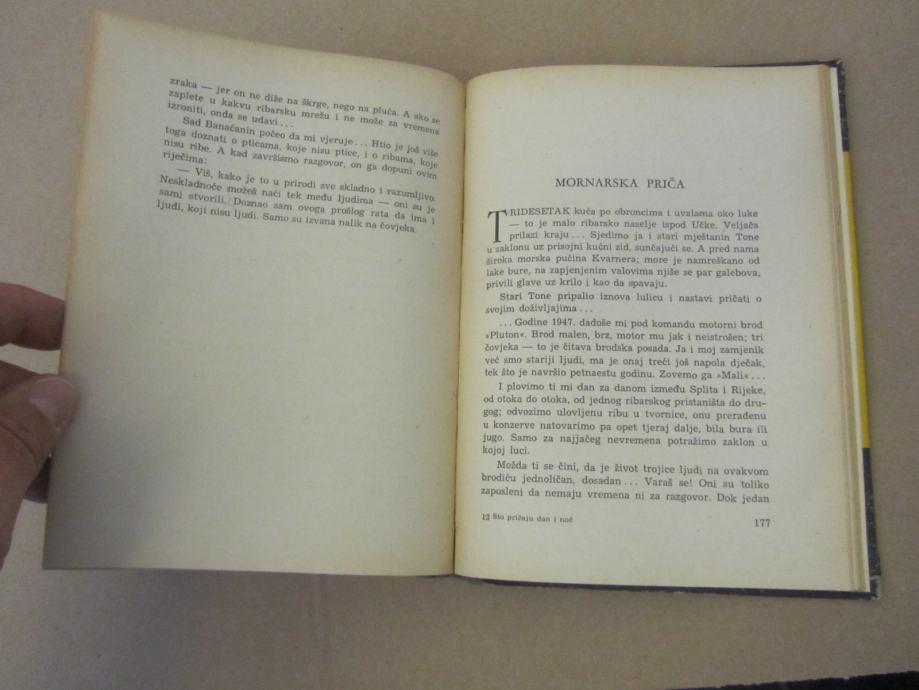 zraka — jer on ne diže na škrge, nego na pluća. A ako se
zaplete u kakvu ribarsku mrežu i ne može za vremena
izroniti, onda se udavi...
Sad Banaćanin počeo da mi vjeruje... Htio je još više
toga doznati o pticama, koje nisu ptice, i o ribama, koje
nisu ribe. A kad završismo razgovor, on ga dopuni ovim
riječima:
— Viš, kako je to u prirodi sve skladno i razumljivo.
Neskladnoće možeš naći tek među ljudima — oni su je
sami stvorili. Doznao sam ovoga prošlog rata da ima i
ljudi, koji nisu ljudi. Samo su izvana nalik na čovjeka.
MORNARSKA PRIČA
TRIDESETAK kuća po obroncima i uvalama oko luke
— to je malo ribarsko naselje ispod Učke. Veljača
prilazi kraju... Sjedimo ja i stari mještanin Tone
u zaklonu uz prisojni kućni zid, sunčajući se. A pred nama
široka morska pučina Kvarnera; more je namreškano od
lake bure, na zapjenjenim valovima njiše se par galebova,
privili glave uz krilo i kao da spavaju.
Stari Tone pripalio iznova lulicu i nastavi pričati o
svojim doživljajima...
... Godine 1947. dadoše mi pod komandu motorni brod
»Pluton«. Brod malen, brz, motor mu jak i neistrošen; tri
čovjeka — to je čitava brodska posada. Ja i moj zamjenik
već smo stariji ljudi, ma je onaj treći još napola dječak,
tek što je navršio petnaestu godinu. Zovemo ga »Mali«...
I plovimo ti mi dan za danom između Splita i Rijeke,
od otoka do otoka, od jednog ribarskog pristaništa do dru-
gog; odvozimo ulovljenu ribu u tvornice, onu prerađenu
u konzerve natovarimo pa opet tjeraj dalje, bila bura ili
jugo. Samo za najjačeg nevremena potražimo zaklon u
kojoj luci.
Možda ti se čini, da je život trojice ljudi na ovakvom
brodiću jednoličan, dosadan... Varaš se! Oni su toliko
zaposleni da nemaju vremena ni za razgovor. Dok jedan
12 Što pričaju dan i noć
177